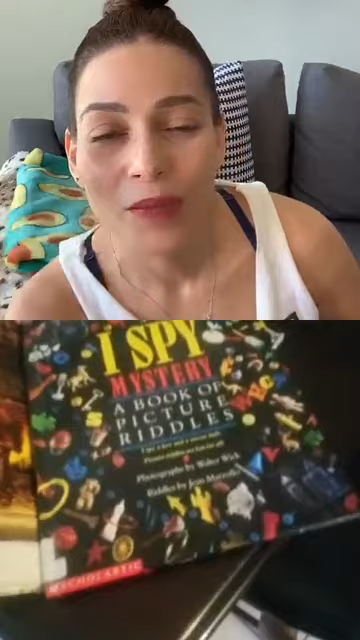 I SPY
MYSTERY
A BOOK OF
PICTURE
RIDDLES
Photographs by Walter Wick
Riddles by Jean Marzollo
SCHOLASTIC